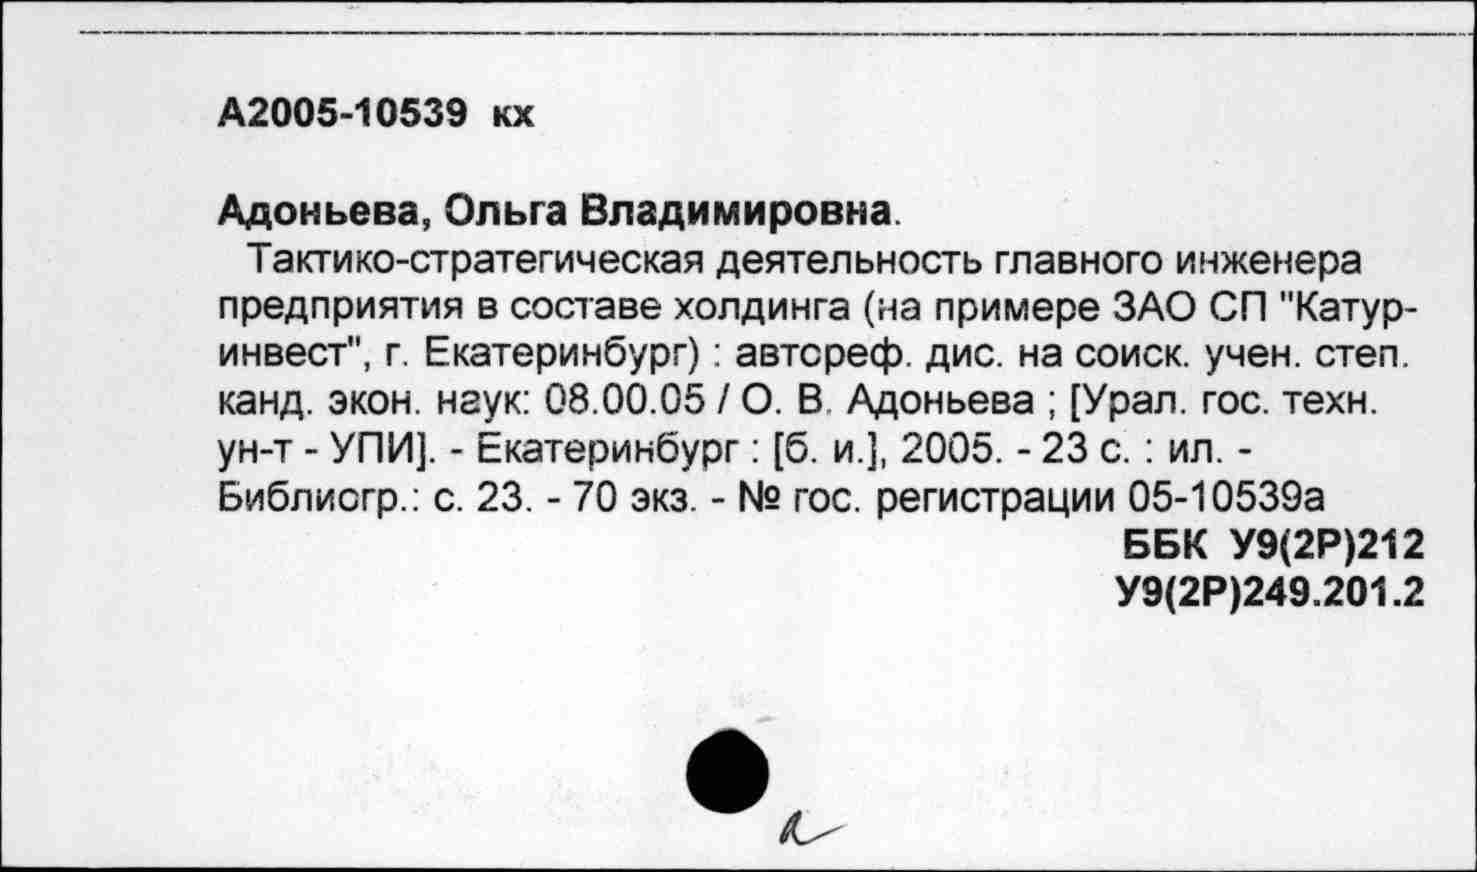 А2005-10539 кх
Адоньева, Ольга Владимировна.
Тактико-стратегическая деятельность главного инженера
предприятия в составе холдинга (на примере ЗАО СП "Катур-
инвест", г. Екатеринбург) : автореф. дис. на соиск. учен. степ.
канд. экон. наук: 08.00.05 / О. В. Адоньева ; [Урал. гос. техн.
ун-т - УПИ]. - Екатеринбург : [б. и.], 2005. - 23 с. : ил. -
Библиогр.: с. 23. - 70 экз. - № гос. регистрации 05-10539а
ББК У9(2Р)212
У9(2Р)249.201.2